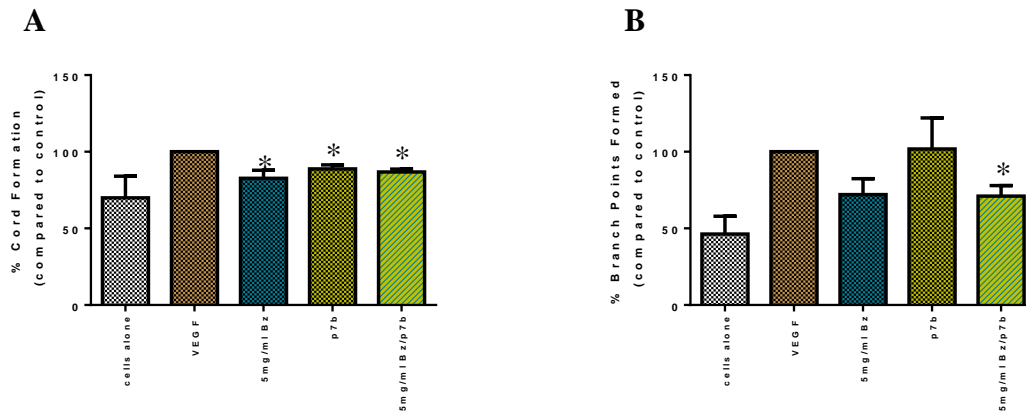 A
% Cord Formation
(compared to control)
150
100
50
0
*
*
*
cells alone
VEGF
5mg/ml Bz
p7b
5mg/ml Bz/p7b
B
% Branch Points Formed
(compared to control)
150
100
50
0
*
cells alone
VEGF
5mg/ml Bz
p7b
5mg/ml Bz/p7b